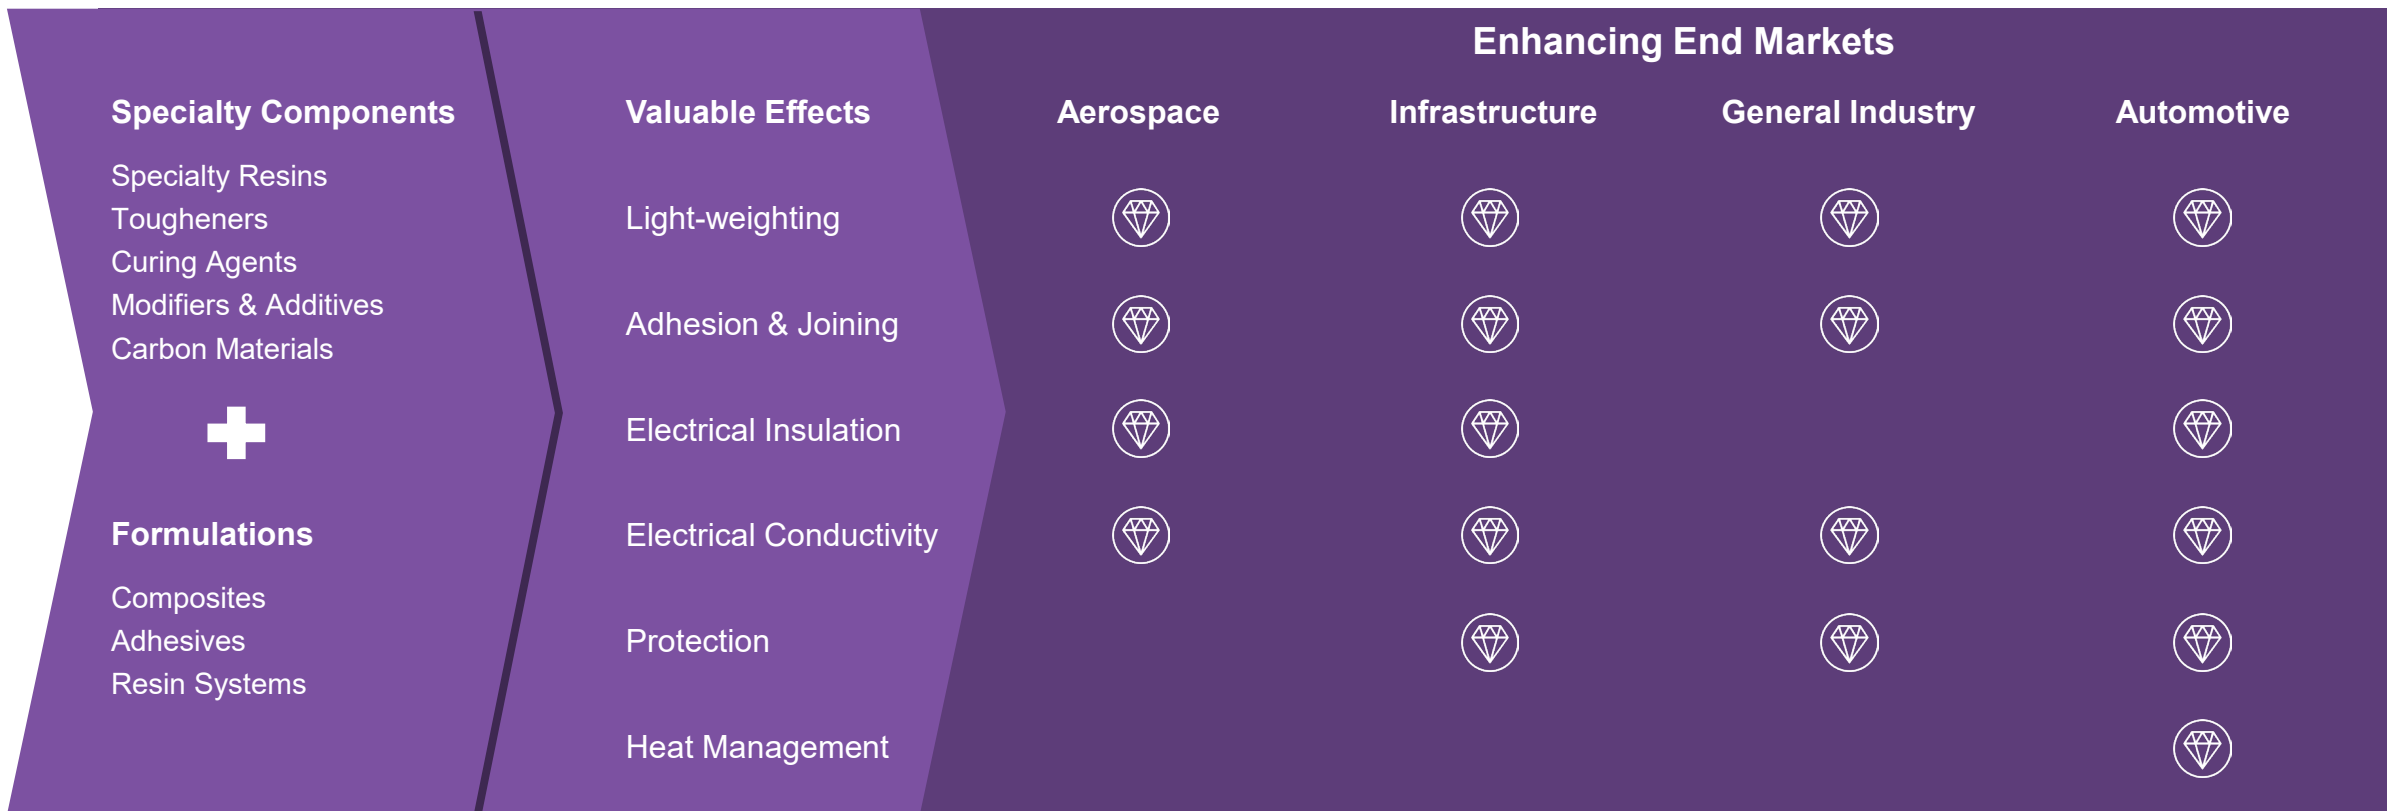 Enhancing End Markets
Specialty Components
Specialty Resins
Tougheners
Curing Agents
Modifiers & Additives
Carbon Materials
Formulations
Composites
Adhesives
Resin Systems
Valuable Effects
Light-weighting
Adhesion & Joining
Electrical Insulation
Electrical Conductivity
Protection
Heat Management
Aerospace
Infrastructure
General Industry
Automotive